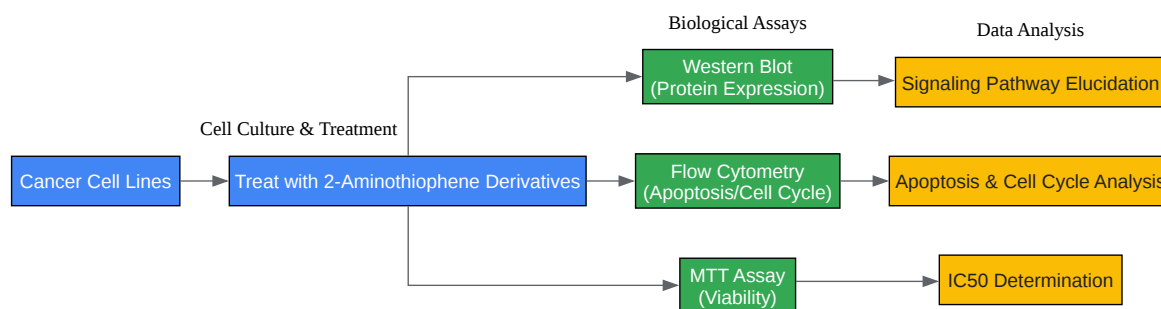 Biological Assays
Data Analysis
Western Blot
(Protein Expression)
Signaling Pathway Elucidation
Cell Culture & Treatment
Cancer Cell Lines
Treat with 2-Aminothiophene Derivatives
Flow Cytometry
(Apoptosis/Cell Cycle)
Apoptosis & Cell Cycle Analysis
MTT Assay
(Viability)
IC50 Determination